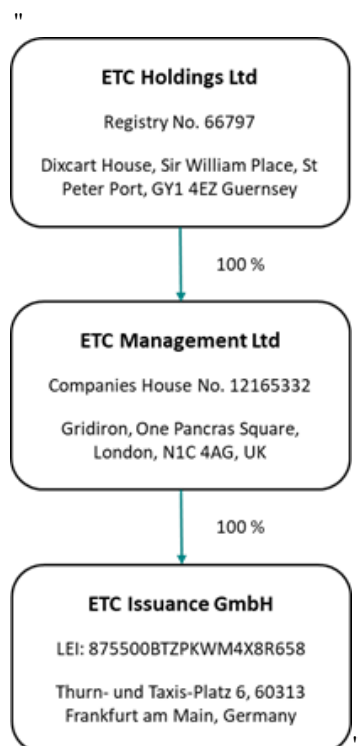 "
ETC Holdings Ltd
Registry No. 66797
Dixcart House, Sir William Place, St
Peter Port, GY1 4EZ Guernsey
100 %
ETC Management Ltd
Companies House No. 12165332
Gridiron, One Pancras Square,
London, N1C 4AG, UK
100 %
ETC Issuance GmbH
LEI: 875500BTZPKWM4X8R658
Thurn- und Taxis-Platz 6, 60313
Frankfurt am Main, Germany
"